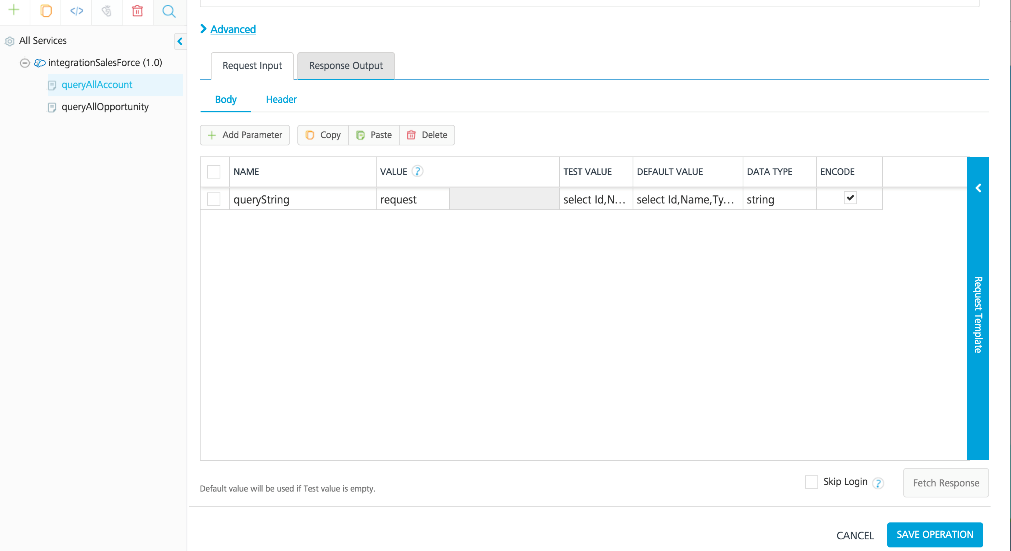 Advanced
All Services
integrationSalesForce (1.0)
queryAllAccount
queryAllOpportunity
Request Input
Response Output
Body
Header
Add Parameter
Copy
Paste
Delete
NAME
VALUE ?
TEST VALUE
DEFAULT VALUE
DATA TYPE
ENCODE
queryString
request
select Id,N...
select Id,Name,Ty...
string
Request Template
Default value will be used if Test value is empty.
Skip Login ?
Fetch Response
CANCEL
SAVE OPERATION